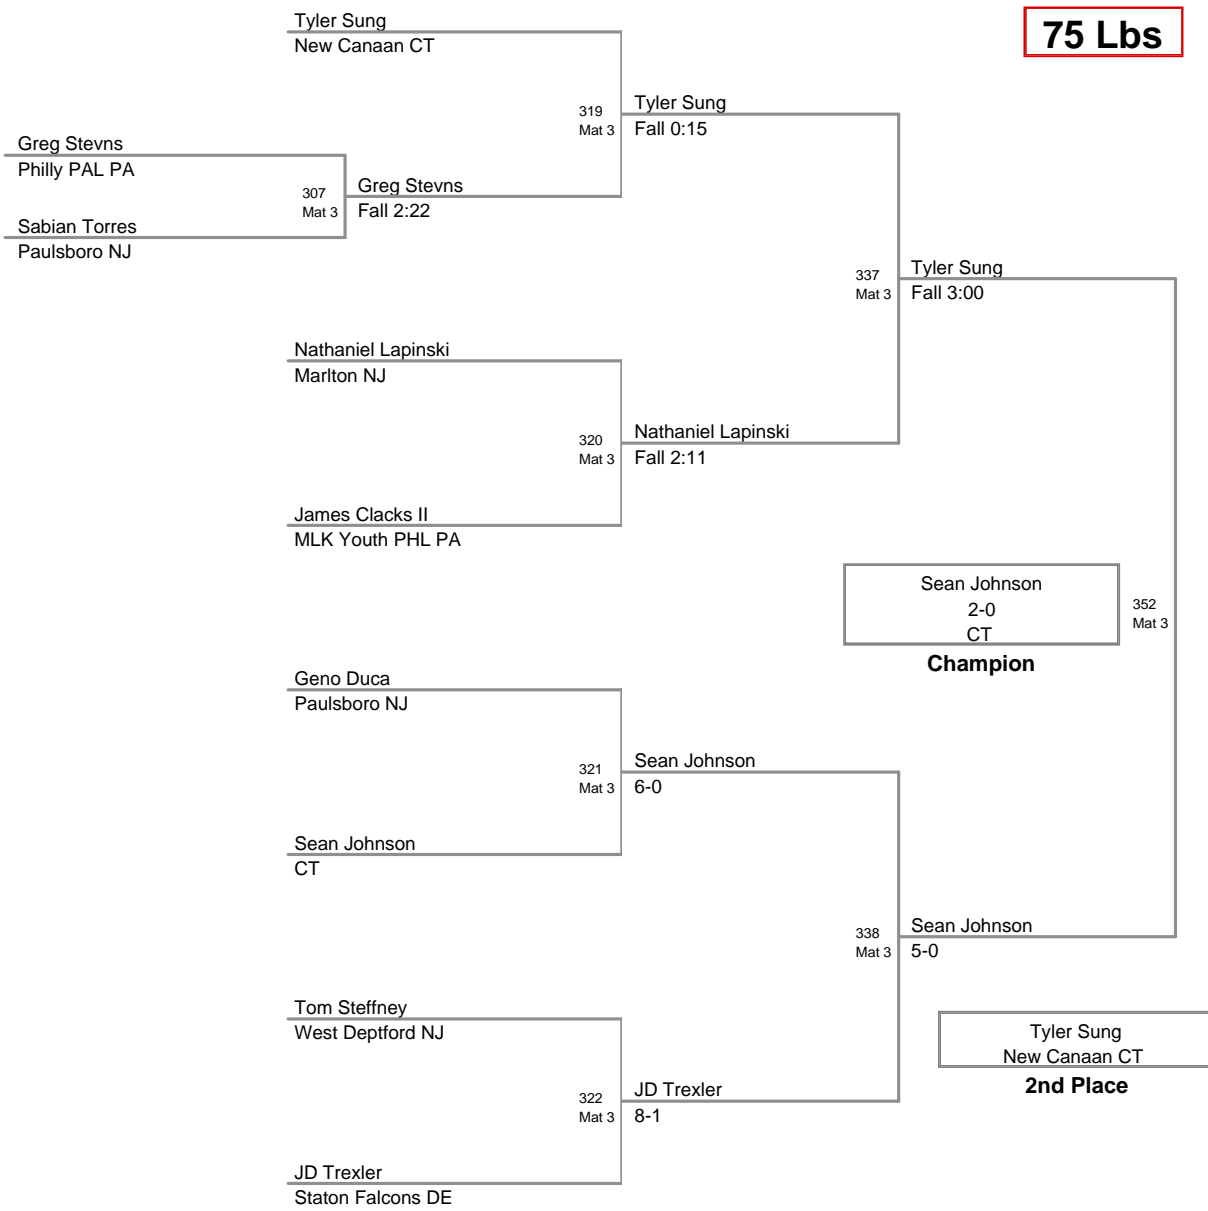 Tyler Sung
New Canaan CT
75 Lbs
319
Mat 3
Tyler Sung
Fall 0:15
Greg Stevns
Philly PAL PA
307
Mat 3
Greg Stevns
Fall 2:22
Sabian Torres
Paulsboro NJ
337
Mat 3
Tyler Sung
Fall 3:00
Nathaniel Lapinski
Marlton NJ
320
Mat 3
Nathaniel Lapinski
Fall 2:11
James Clacks II
MLK Youth PHL PA
Sean Johnson
2-0
CT
Champion
352
Mat 3
Geno Duca
Paulsboro NJ
321
Mat 3
Sean Johnson
6-0
Sean Johnson
CT
338
Mat 3
Sean Johnson
5-0
Tom Steffney
West Deptford NJ
Tyler Sung
New Canaan CT
2nd Place
322
Mat 3
JD Trexler
8-1
JD Trexler
Staton Falcons DE